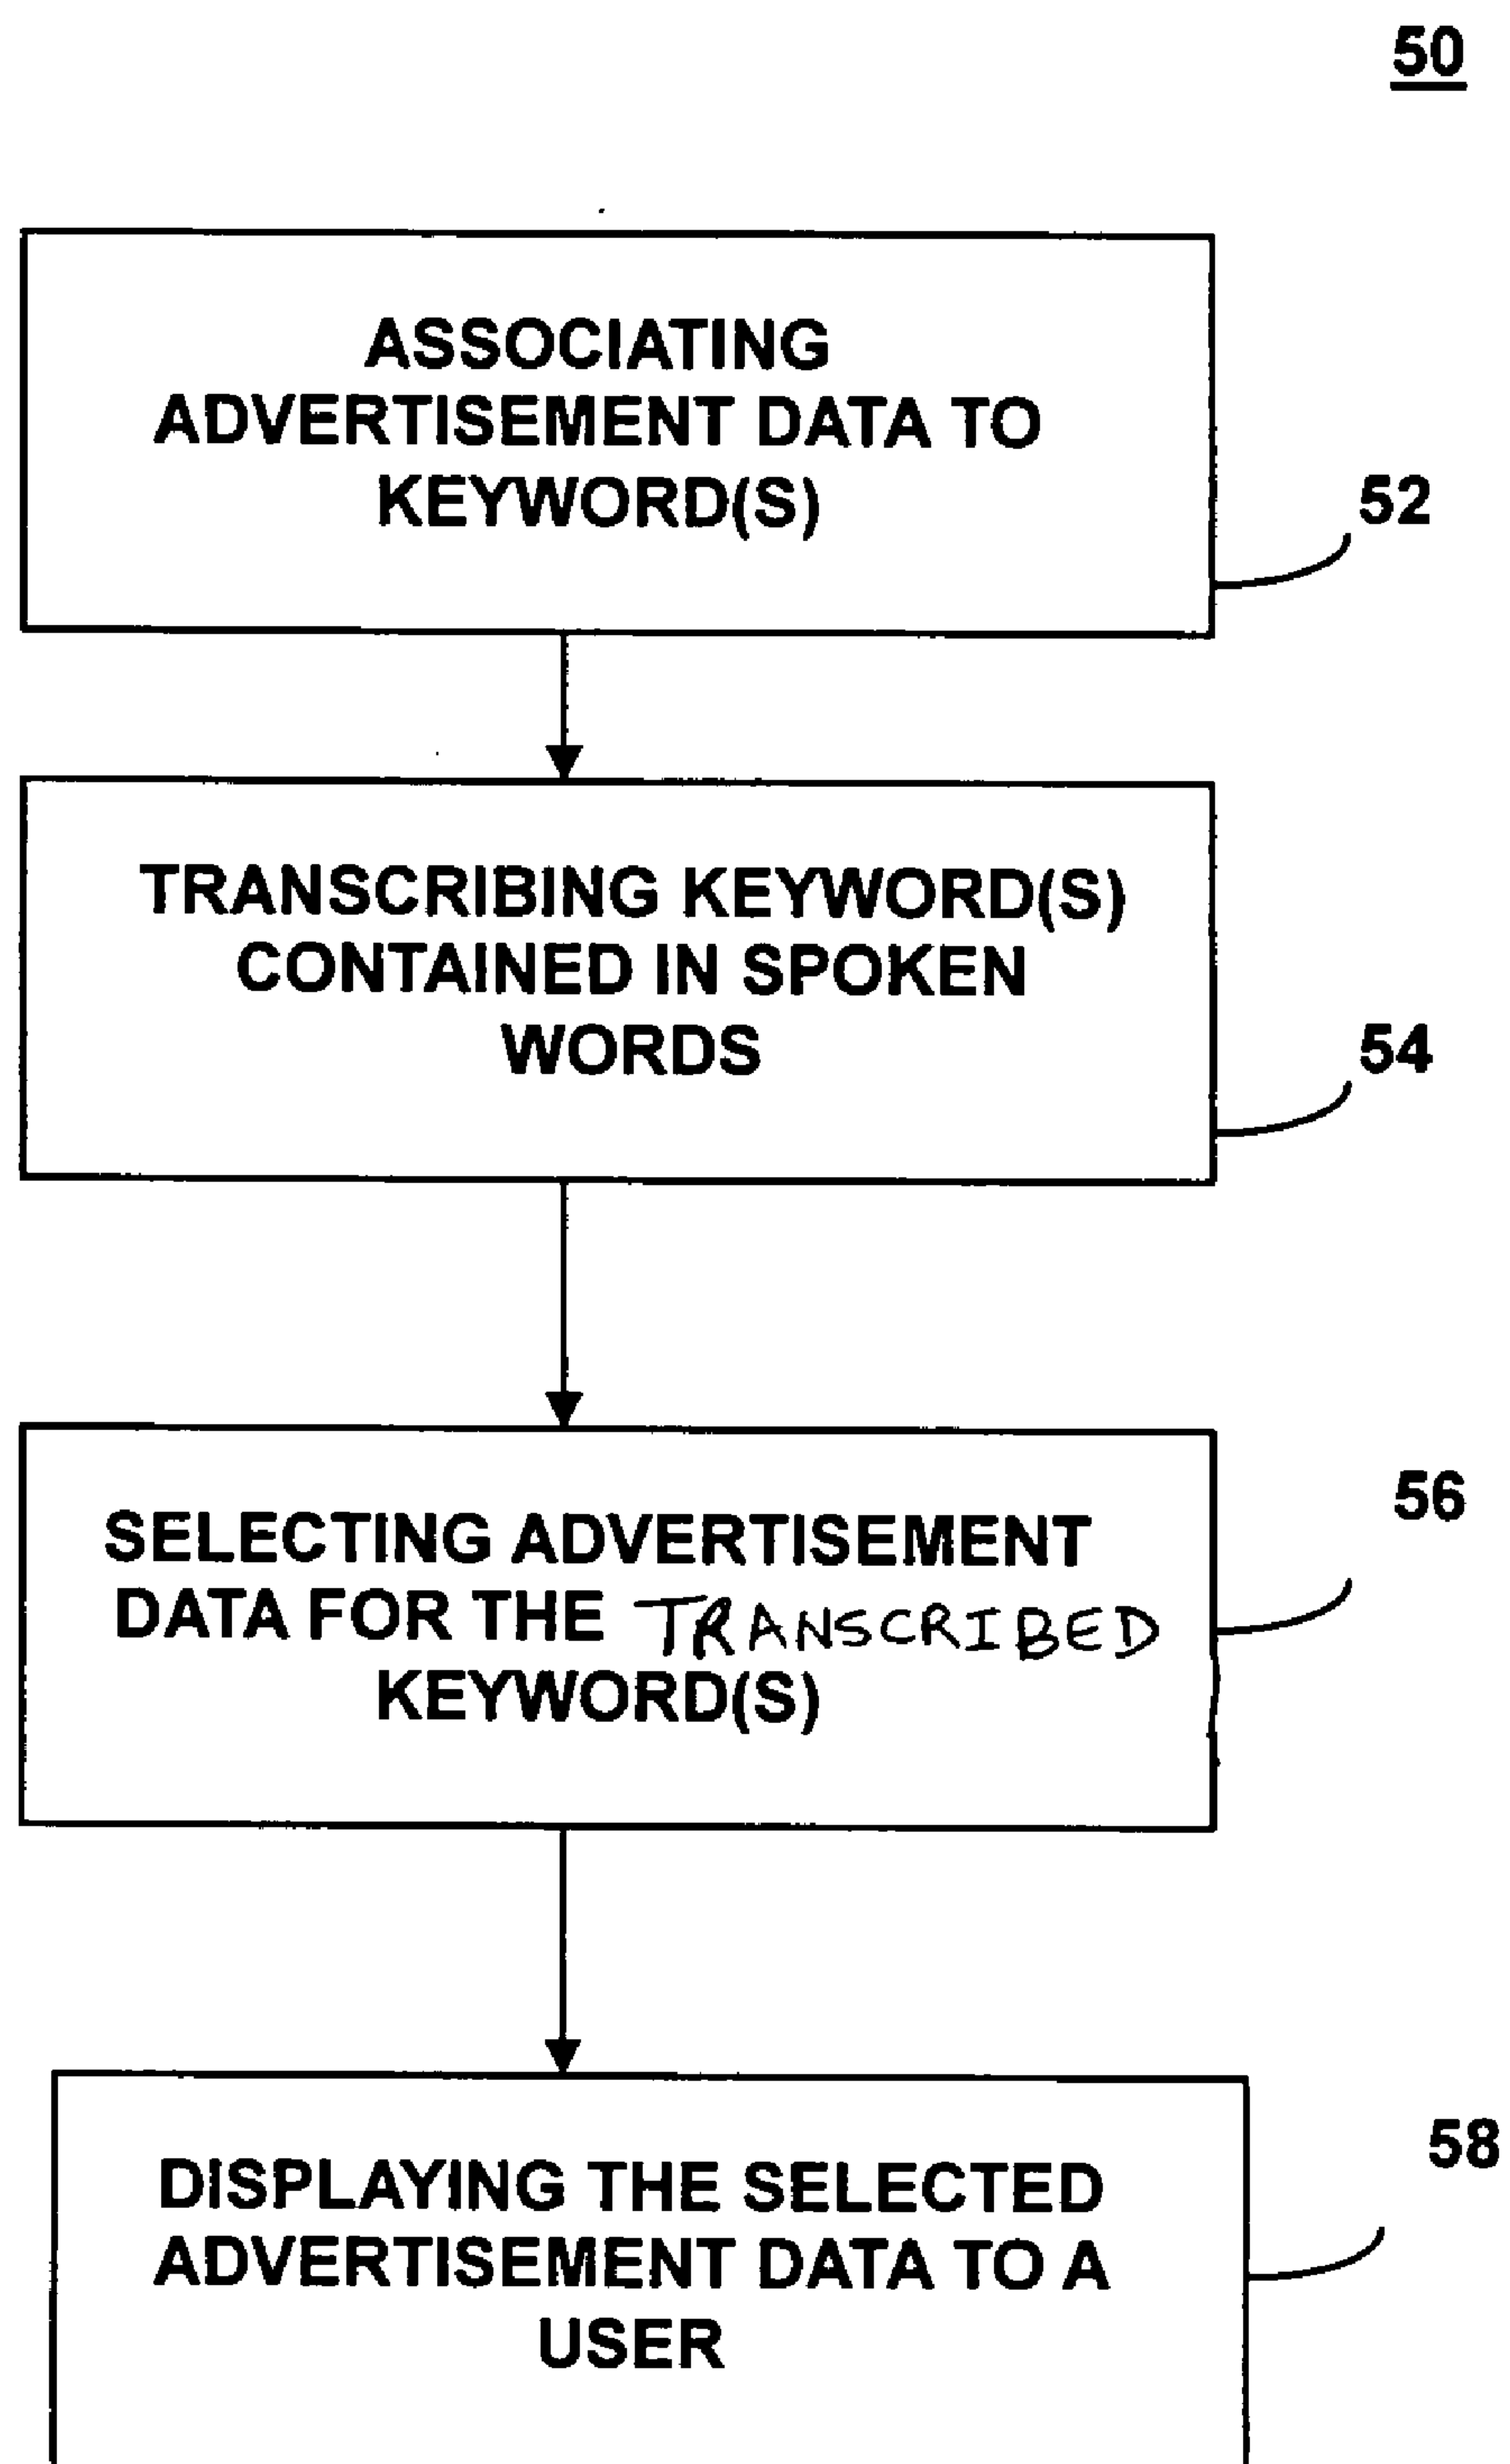 50
ASSOCIATING
ADVERTISEMENT DATA TO
KEYWORD(S)
52
TRANSCRIBING KEYWORD(S)
CONTAINED IN SPOKEN
WORDS
54
SELECTING ADVERTISEMENT
DATA FOR THE TRANSCRIBED
KEYWORD(S)
56
DISPLAYING THE SELECTED
ADVERTISEMENT DATA TO A
USER
58